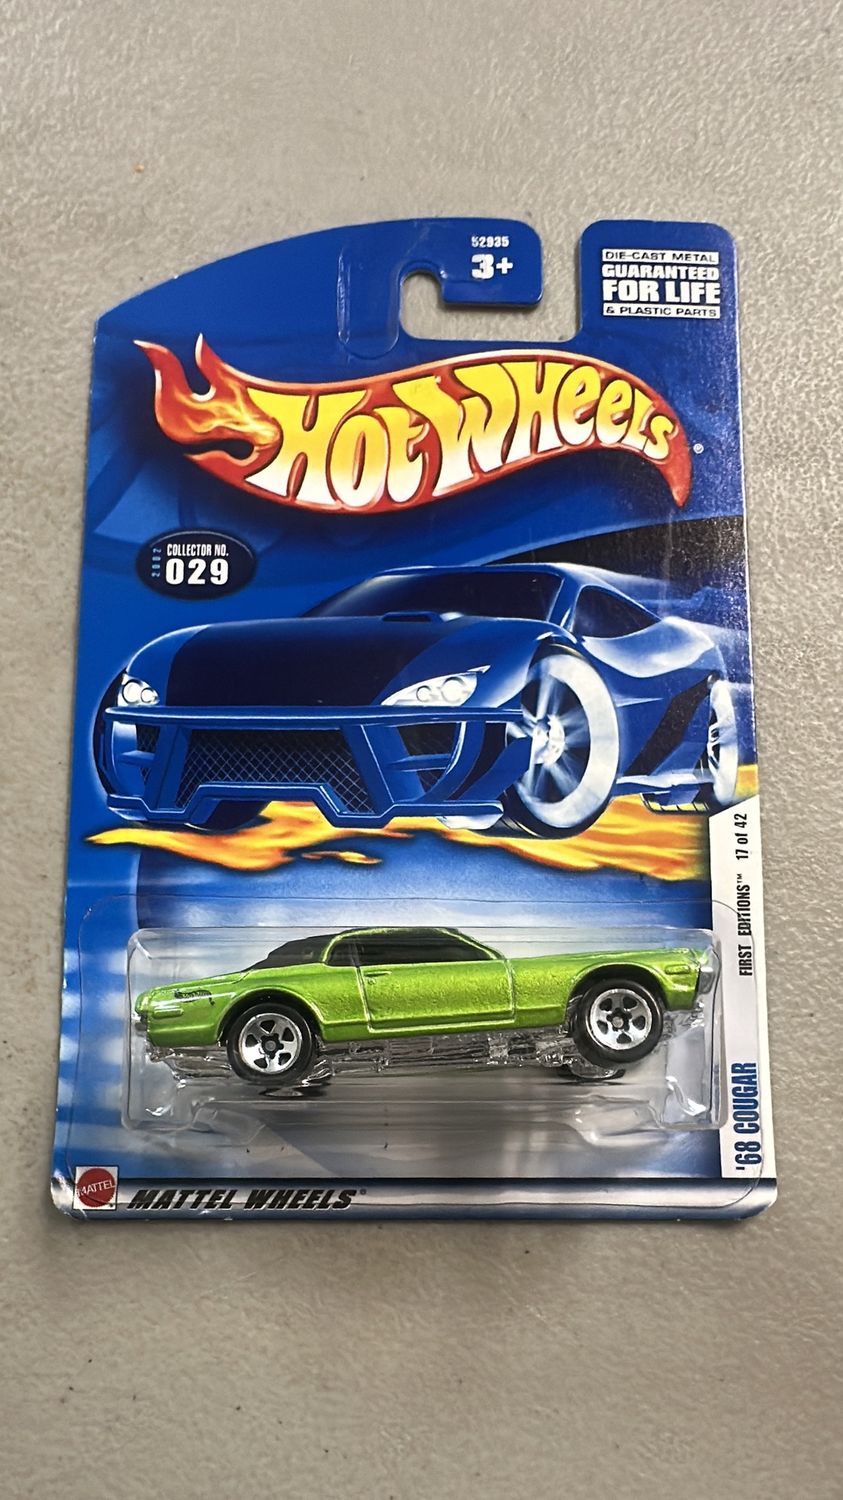 52935
3+
DIE-CAST METAL
GUARANTEED
FOR LIFE
& PLASTIC PARTS
HOT WHEELS®
2002
COLLECTOR NO.
029
FIRST EDITIONS™ 17 of 42
'68 COUGAR
MATTEL
MATTEL WHEELS®